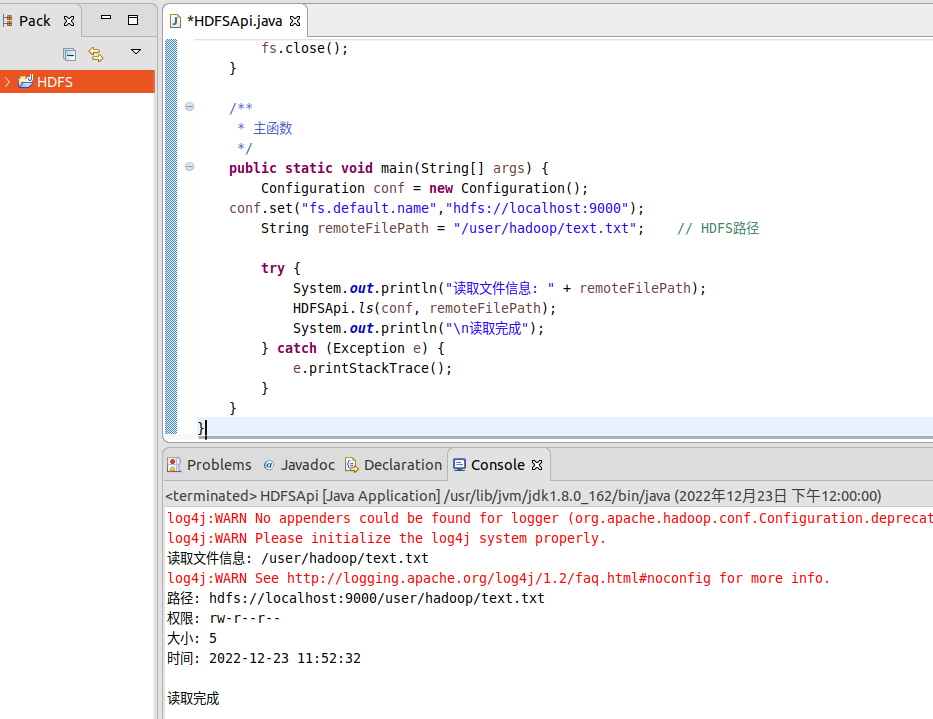 Pack
*HDFSApi.java
HDFS
fs.close();
}
/**
* 主函数
*/
public static void main(String[] args) {
Configuration conf = new Configuration();
conf.set("fs.default.name","hdfs://localhost:9000");
String remoteFilePath = "/user/hadoop/text.txt";    // HDFS路径
try {
System.out.println("读取文件信息: " + remoteFilePath);
HDFSApi.ls(conf, remoteFilePath);
System.out.println("\n读取完成");
} catch (Exception e) {
e.printStackTrace();
}
}
}
Problems @ Javadoc Declaration Console
<terminated> HDFSApi [Java Application] /usr/lib/jvm/jdk1.8.0_162/bin/java (2022年12月23日 下午12:00:00)
log4j:WARN No appenders could be found for logger (org.apache.hadoop.conf.Configuration.deprecat
log4j:WARN Please initialize the log4j system properly.
读取文件信息: /user/hadoop/text.txt
log4j:WARN See http://logging.apache.org/log4j/1.2/faq.html#noconfig for more info.
路径: hdfs://localhost:9000/user/hadoop/text.txt
权限: rw-r--r--
大小: 5
时间: 2022-12-23 11:52:32
读取完成